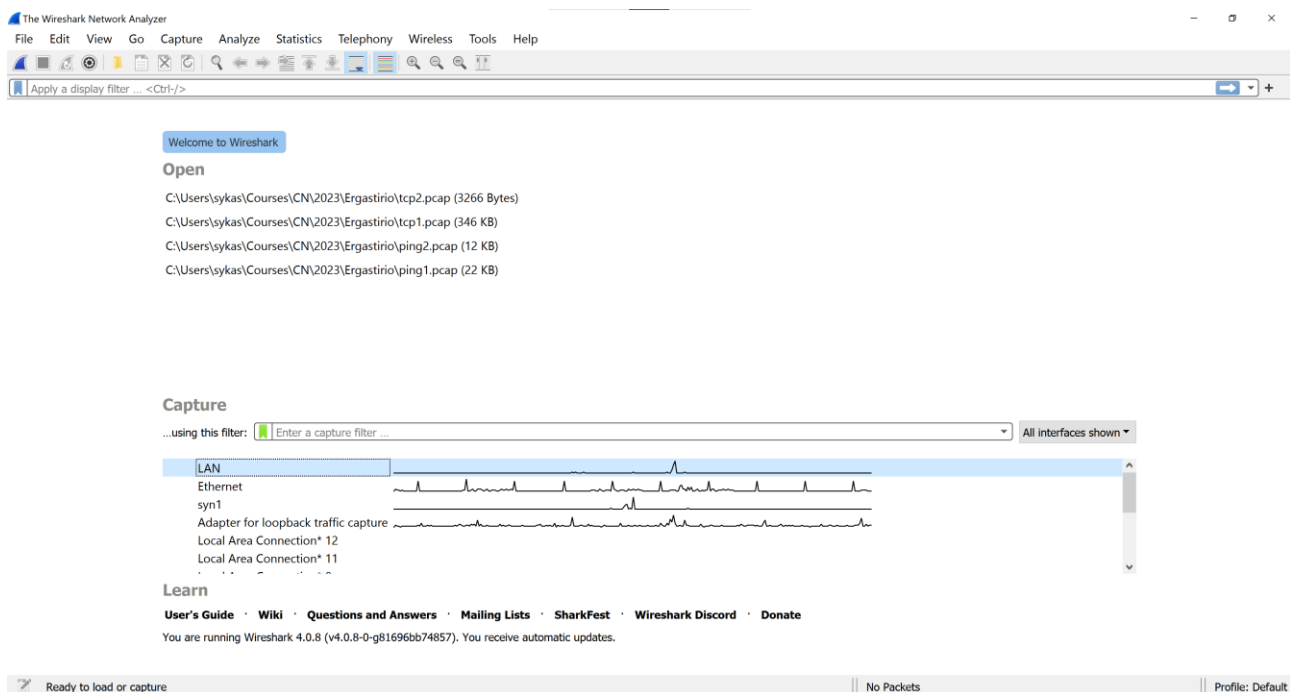 The Wireshark Network Analyzer
File Edit View Go Capture Analyze Statistics Telephony Wireless Tools Help
Apply a display filter ... <Ctrl-/>
Welcome to Wireshark
Open
C:\Users\sykas\Courses\CN\2023\Ergastirio\tcp2.pcap (3266 Bytes)
C:\Users\sykas\Courses\CN\2023\Ergastirio\tcp1.pcap (346 KB)
C:\Users\sykas\Courses\CN\2023\Ergastirio\ping2.pcap (12 KB)
C:\Users\sykas\Courses\CN\2023\Ergastirio\ping1.pcap (22 KB)
Capture
...using this filter: Enter a capture filter ... All interfaces shown
LAN
Ethernet
syn1
Adapter for loopback traffic capture
Local Area Connection* 12
Local Area Connection* 11
Learn
User's Guide · Wiki · Questions and Answers · Mailing Lists · SharkFest · Wireshark Discord · Donate
You are running Wireshark 4.0.8 (v4.0.8-0-g81696bb74857). You receive automatic updates.
Ready to load or capture No Packets Profile: Default